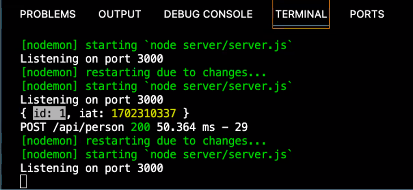 PROBLEMS OUTPUT DEBUG CONSOLE TERMINAL PORTS
[nodemon] starting `node server/server.js`
Listening on port 3000
[nodemon] restarting due to changes...
[nodemon] starting `node server/server.js`
Listening on port 3000
{ id: 1, iat: 1702310337 }
POST /api/person 200 50.364 ms - 29
[nodemon] restarting due to changes...
[nodemon] starting `node server/server.js`
Listening on port 3000